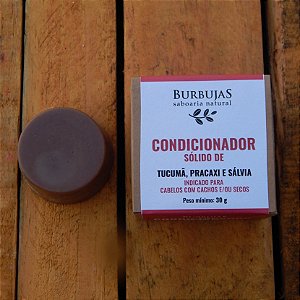 BURBUJAS
saboaria natural
CONDICIONADOR
SÓLIDO DE
TUCUMÃ, PRACAXI E SÁLVIA
INDICADO PARA
CABELOS COM CACHOS E/OU SECOS
Peso mínimo: 30 g